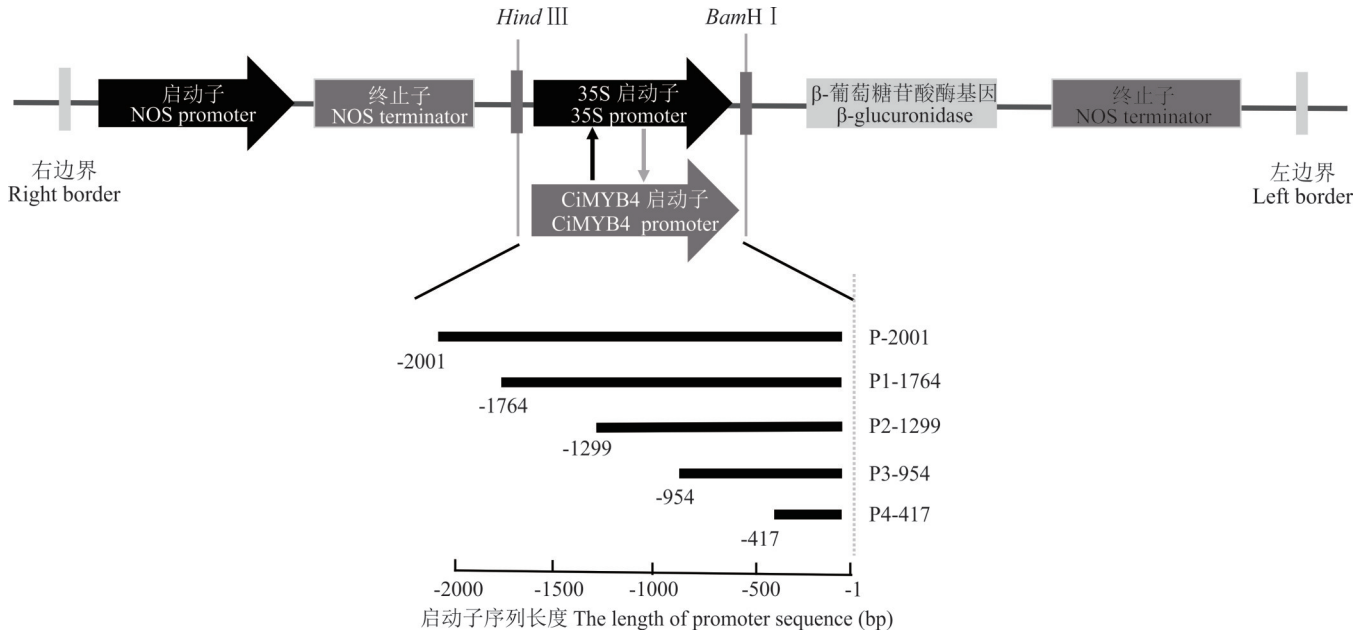 Hind III
BamH I
启动子
NOS promoter
终止子
NOS terminator
35S 启动子
35S promoter
β-葡萄糖苷酸酶基因
β-glucuronidase
终止子
NOS terminator
右边界
Right border
左边界
Left border
CiMYB4 启动子
CiMYB4 promoter
P-2001
-2001
P1-1764
-1764
P2-1299
-1299
P3-954
-954
P4-417
-417
-2000 -1500 -1000 -500 -1
启动子序列长度 The length of promoter sequence (bp)